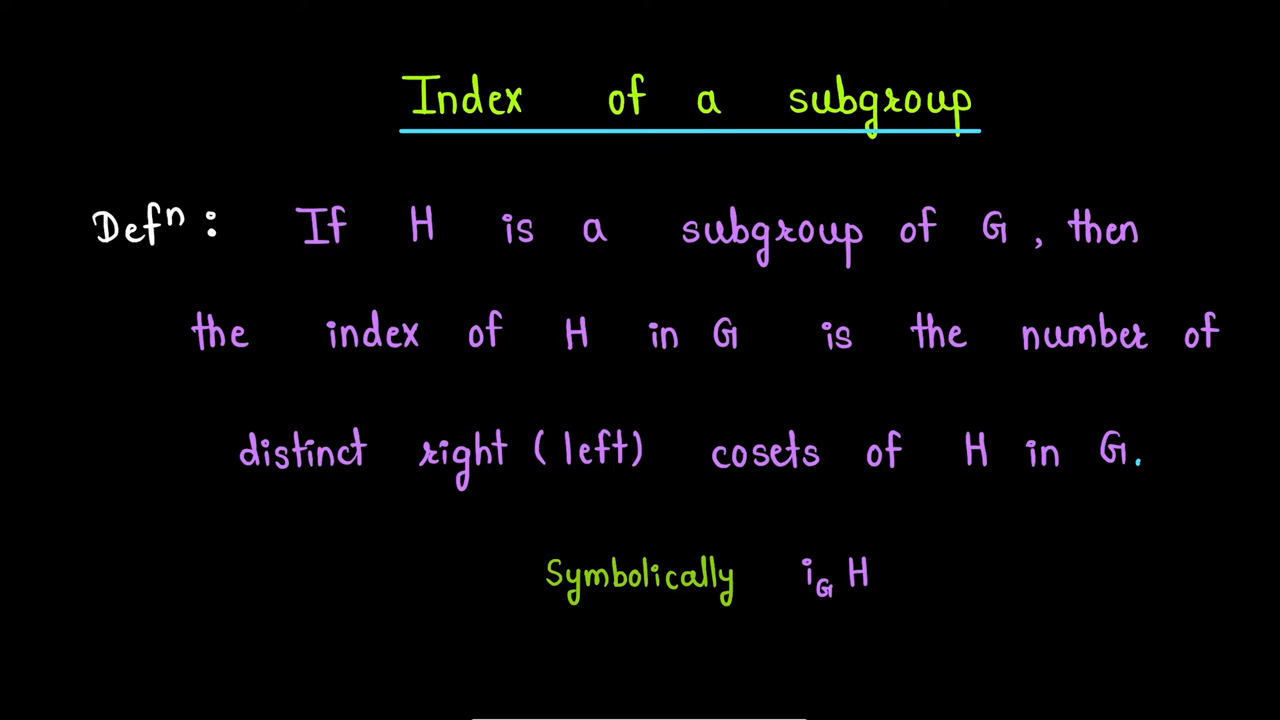 Index of a subgroup
Defⁿ : If H is a subgroup of G, then
the index of H in G is the number of
distinct right (left) cosets of H in G.
Symbolically i_G H